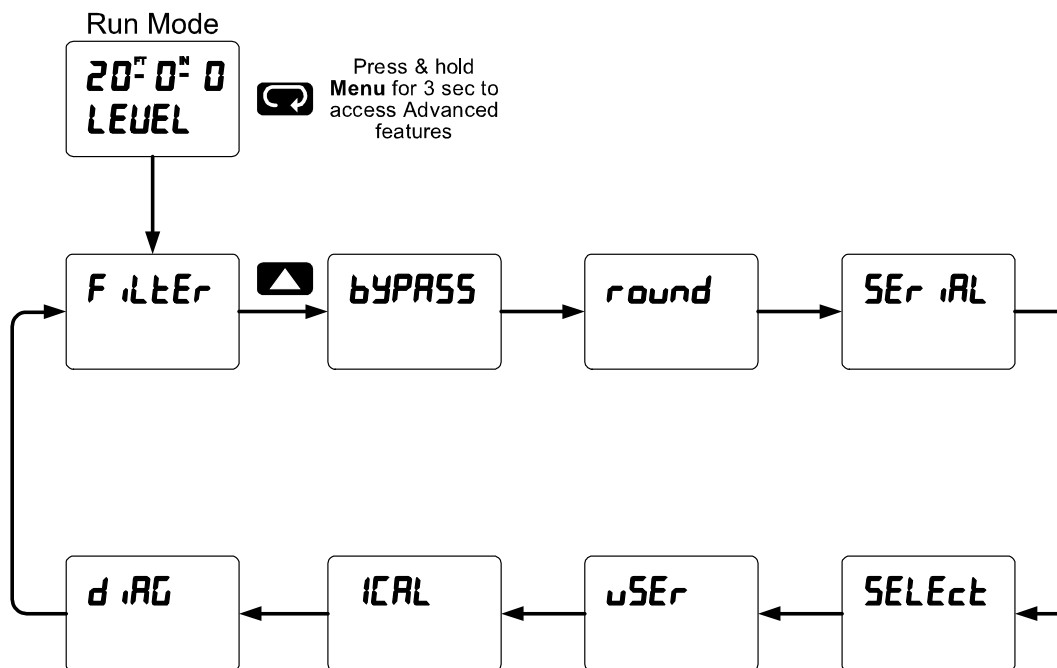 Run Mode
20FT 0IN 0
LEVEL
Press & hold
Menu for 3 sec to
access Advanced
features
FiLtEr
bYPASS
round
SEriAL
diAG
ICAL
uSEr
SELEct